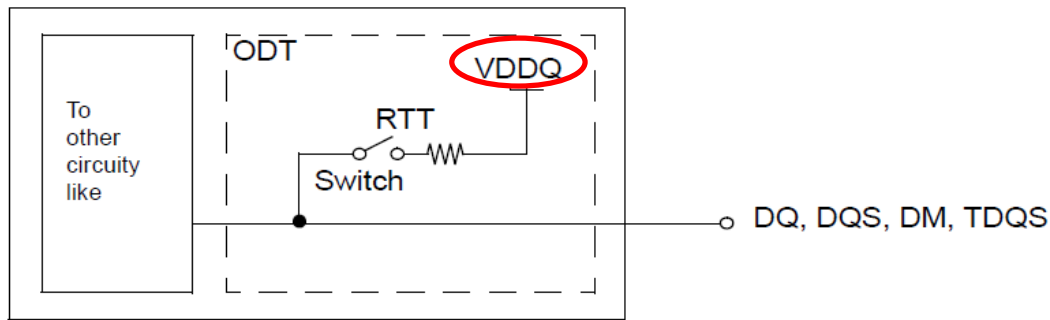 ODT
VDDQ
To
other
circuity
like
RTT
Switch
DQ, DQS, DM, TDQS